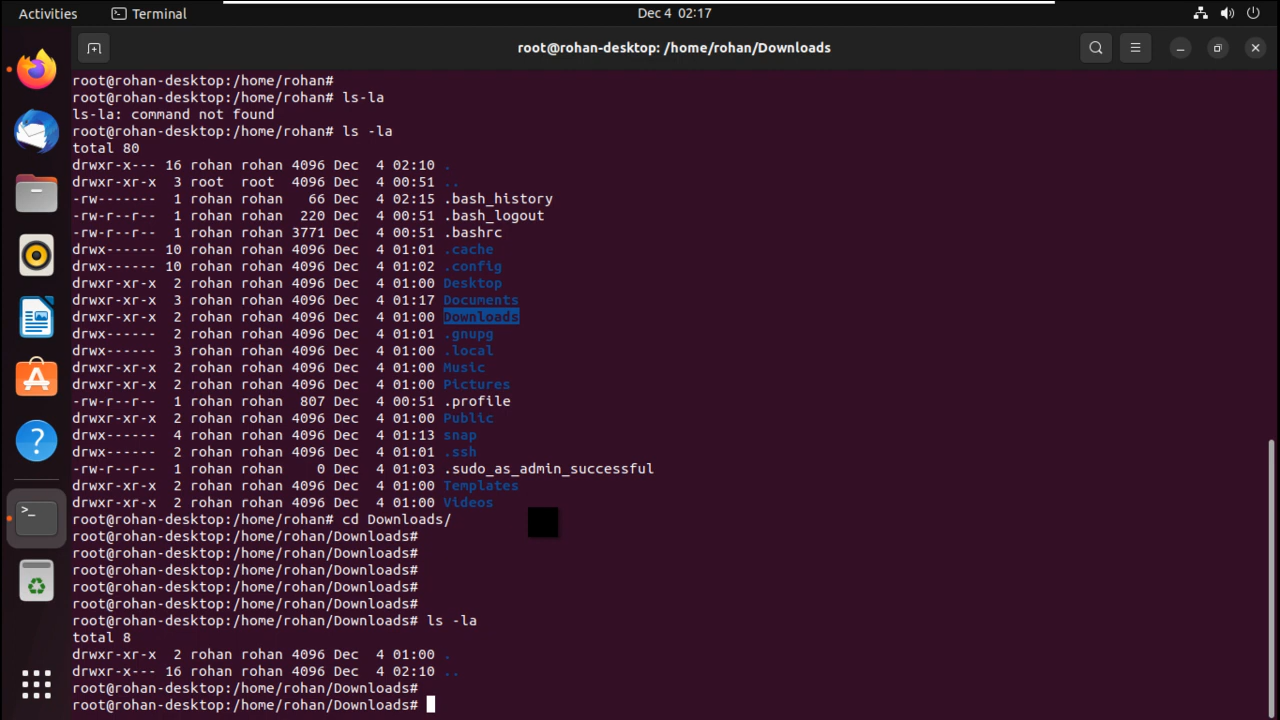 Activities Terminal Dec 4 02:17
root@rohan-desktop: /home/rohan/Downloads
root@rohan-desktop:/home/rohan#
root@rohan-desktop:/home/rohan# ls-la
ls-la: command not found
root@rohan-desktop:/home/rohan# ls -la
total 80
drwxr-x--- 16 rohan rohan 4096 Dec  4 02:10 .
drwxr-xr-x  3 root  root  4096 Dec  4 00:51 ..
-rw-------  1 rohan rohan   66 Dec  4 02:15 .bash_history
-rw-r--r--  1 rohan rohan  220 Dec  4 00:51 .bash_logout
-rw-r--r--  1 rohan rohan 3771 Dec  4 00:51 .bashrc
drwx------ 10 rohan rohan 4096 Dec  4 01:01 .cache
drwx------ 10 rohan rohan 4096 Dec  4 01:02 .config
drwxr-xr-x  2 rohan rohan 4096 Dec  4 01:00 Desktop
drwxr-xr-x  3 rohan rohan 4096 Dec  4 01:17 Documents
drwxr-xr-x  2 rohan rohan 4096 Dec  4 01:00 Downloads
drwx------  2 rohan rohan 4096 Dec  4 01:01 .gnupg
drwx------  3 rohan rohan 4096 Dec  4 01:00 .local
drwxr-xr-x  2 rohan rohan 4096 Dec  4 01:00 Music
drwxr-xr-x  2 rohan rohan 4096 Dec  4 01:00 Pictures
-rw-r--r--  1 rohan rohan  807 Dec  4 00:51 .profile
drwxr-xr-x  2 rohan rohan 4096 Dec  4 01:00 Public
drwx------  4 rohan rohan 4096 Dec  4 01:13 snap
drwx------  2 rohan rohan 4096 Dec  4 01:01 .ssh
-rw-r--r--  1 rohan rohan    0 Dec  4 01:03 .sudo_as_admin_successful
drwxr-xr-x  2 rohan rohan 4096 Dec  4 01:00 Templates
drwxr-xr-x  2 rohan rohan 4096 Dec  4 01:00 Videos
root@rohan-desktop:/home/rohan# cd Downloads/
root@rohan-desktop:/home/rohan/Downloads#
root@rohan-desktop:/home/rohan/Downloads#
root@rohan-desktop:/home/rohan/Downloads#
root@rohan-desktop:/home/rohan/Downloads#
root@rohan-desktop:/home/rohan/Downloads#
root@rohan-desktop:/home/rohan/Downloads# ls -la
total 8
drwxr-xr-x  2 rohan rohan 4096 Dec  4 01:00 .
drwxr-x--- 16 rohan rohan 4096 Dec  4 02:10 ..
root@rohan-desktop:/home/rohan/Downloads#
root@rohan-desktop:/home/rohan/Downloads#